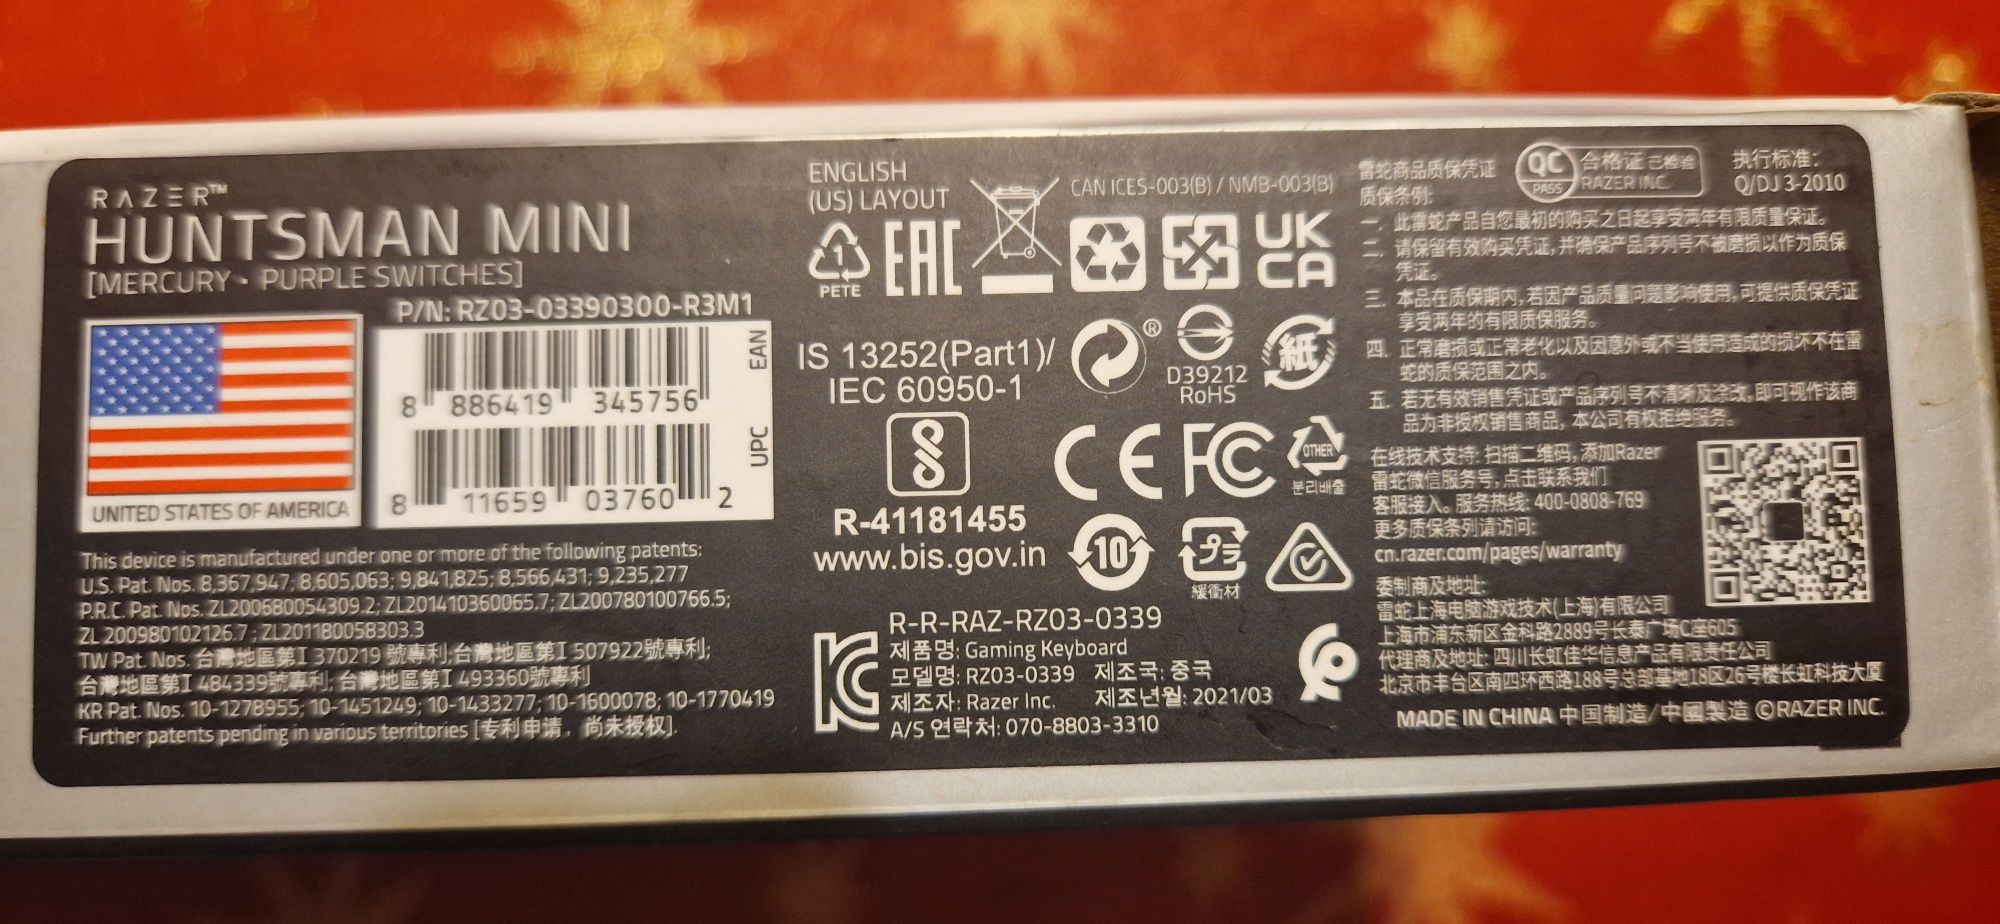 RAZER™
HUNTSMAN MINI
[MERCURY • PURPLE SWITCHES]
P/N: RZ03-03390300-R3M1
EAN
8 886419 345756
UPC
8 11659 03760 2
UNITED STATES OF AMERICA
This device is manufactured under one or more of the following patents:
U.S. Pat. Nos. 8,367,947; 8,605,063; 9,841,825; 8,566,431; 9,235,277
P.R.C. Pat. Nos. ZL200680054309.2; ZL201410360065.7; ZL200780100766.5;
ZL 200980102126.7 ; ZL201180058303.3
TW Pat. Nos. 台灣地區第I 370219 號專利;台灣地區第I 507922號專利;
台灣地區第I 484339號專利; 台灣地區第I 493360號專利
KR Pat. Nos. 10-1278955; 10-1451249; 10-1433277; 10-1600078; 10-1770419
Further patents pending in various territories [专利申请，尚未授权].
ENGLISH
(US) LAYOUT
CAN ICES-003(B) / NMB-003(B)
1
PETE
EAC
UK
CA
IS 13252(Part1)/
IEC 60950-1
®
D39212
RoHS
紙
R-41181455
www.bis.gov.in
CE FC
OTHER
분리배출
10
プラ
緩衝材
R-R-RAZ-RZ03-0339
제품명: Gaming Keyboard
모델명: RZ03-0339 제조국: 중국
제조자: Razer Inc. 제조년월: 2021/03
A/S 연락처: 070-8803-3310
雷蛇商品质保凭证
质保条例:
QC
PASS
合格证 已检验
RAZER INC.
执行标准:
Q/DJ 3-2010
一. 此雷蛇产品自您最初的购买之日起享受两年有限质量保证。
二. 请保留有效购买凭证,并确保产品序列号不被磨损以作为质保
凭证。
三. 本品在质保期内,若因产品质量问题影响使用,可提供质保凭证
享受两年的有限质保服务。
四. 正常磨损或正常老化以及因意外或不当使用造成的损坏不在雷
蛇的质保范围之内。
五. 若无有效销售凭证或产品序列号不清晰及涂改,即可视作该商
品为非授权销售商品，本公司有权拒绝服务。
在线技术支持: 扫描二维码, 添加Razer
雷蛇微信服务号,点击联系我们
客服接入。服务热线: 400-0808-769
更多质保条列请访问:
cn.razer.com/pages/warranty
委制商及地址:
雷蛇上海电脑游戏技术(上海)有限公司
上海市浦东新区金科路2889号长泰广场C座605
代理商及地址: 四川长虹佳华信息产品有限责任公司
北京市丰台区南四环西路188号总部基地18区26号楼长虹科技大厦
MADE IN CHINA 中国制造/中國製造 ©RAZER INC.